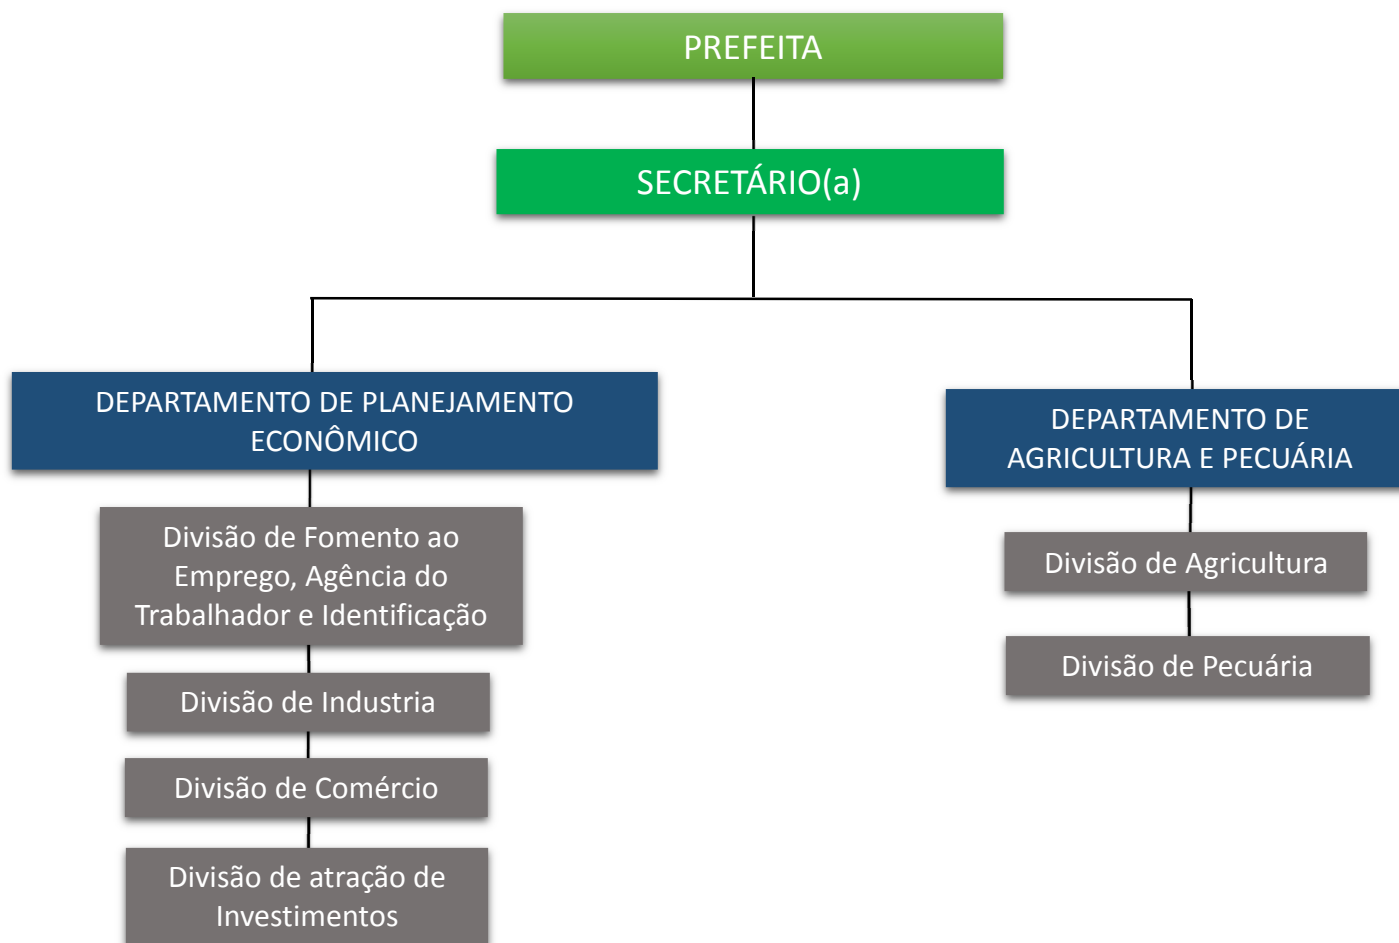 PREFEITA
SECRETÁRIO(a)
DEPARTAMENTO DE PLANEJAMENTO
ECONÔMICO
Divisão de Fomento ao
Emprego, Agência do
Trabalhador e Identificação
Divisão de Industria
Divisão de Comércio
Divisão de atração de
Investimentos
DEPARTAMENTO DE
AGRICULTURA E PECUÁRIA
Divisão de Agricultura
Divisão de Pecuária